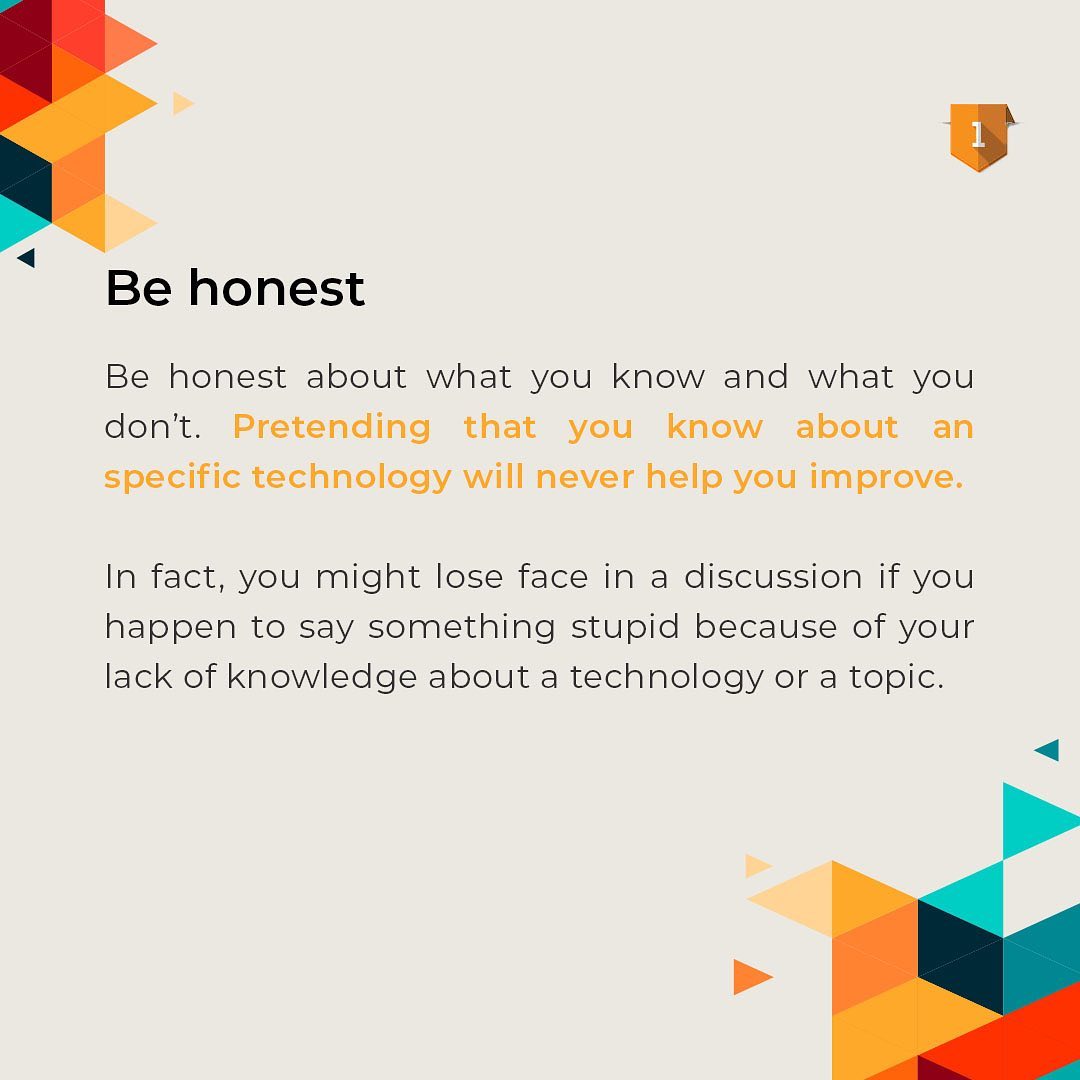 1
Be honest
Be honest about what you know and what you
don’t. Pretending that you know about an
specific technology will never help you improve.
In fact, you might lose face in a discussion if you
happen to say something stupid because of your
lack of knowledge about a technology or a topic.